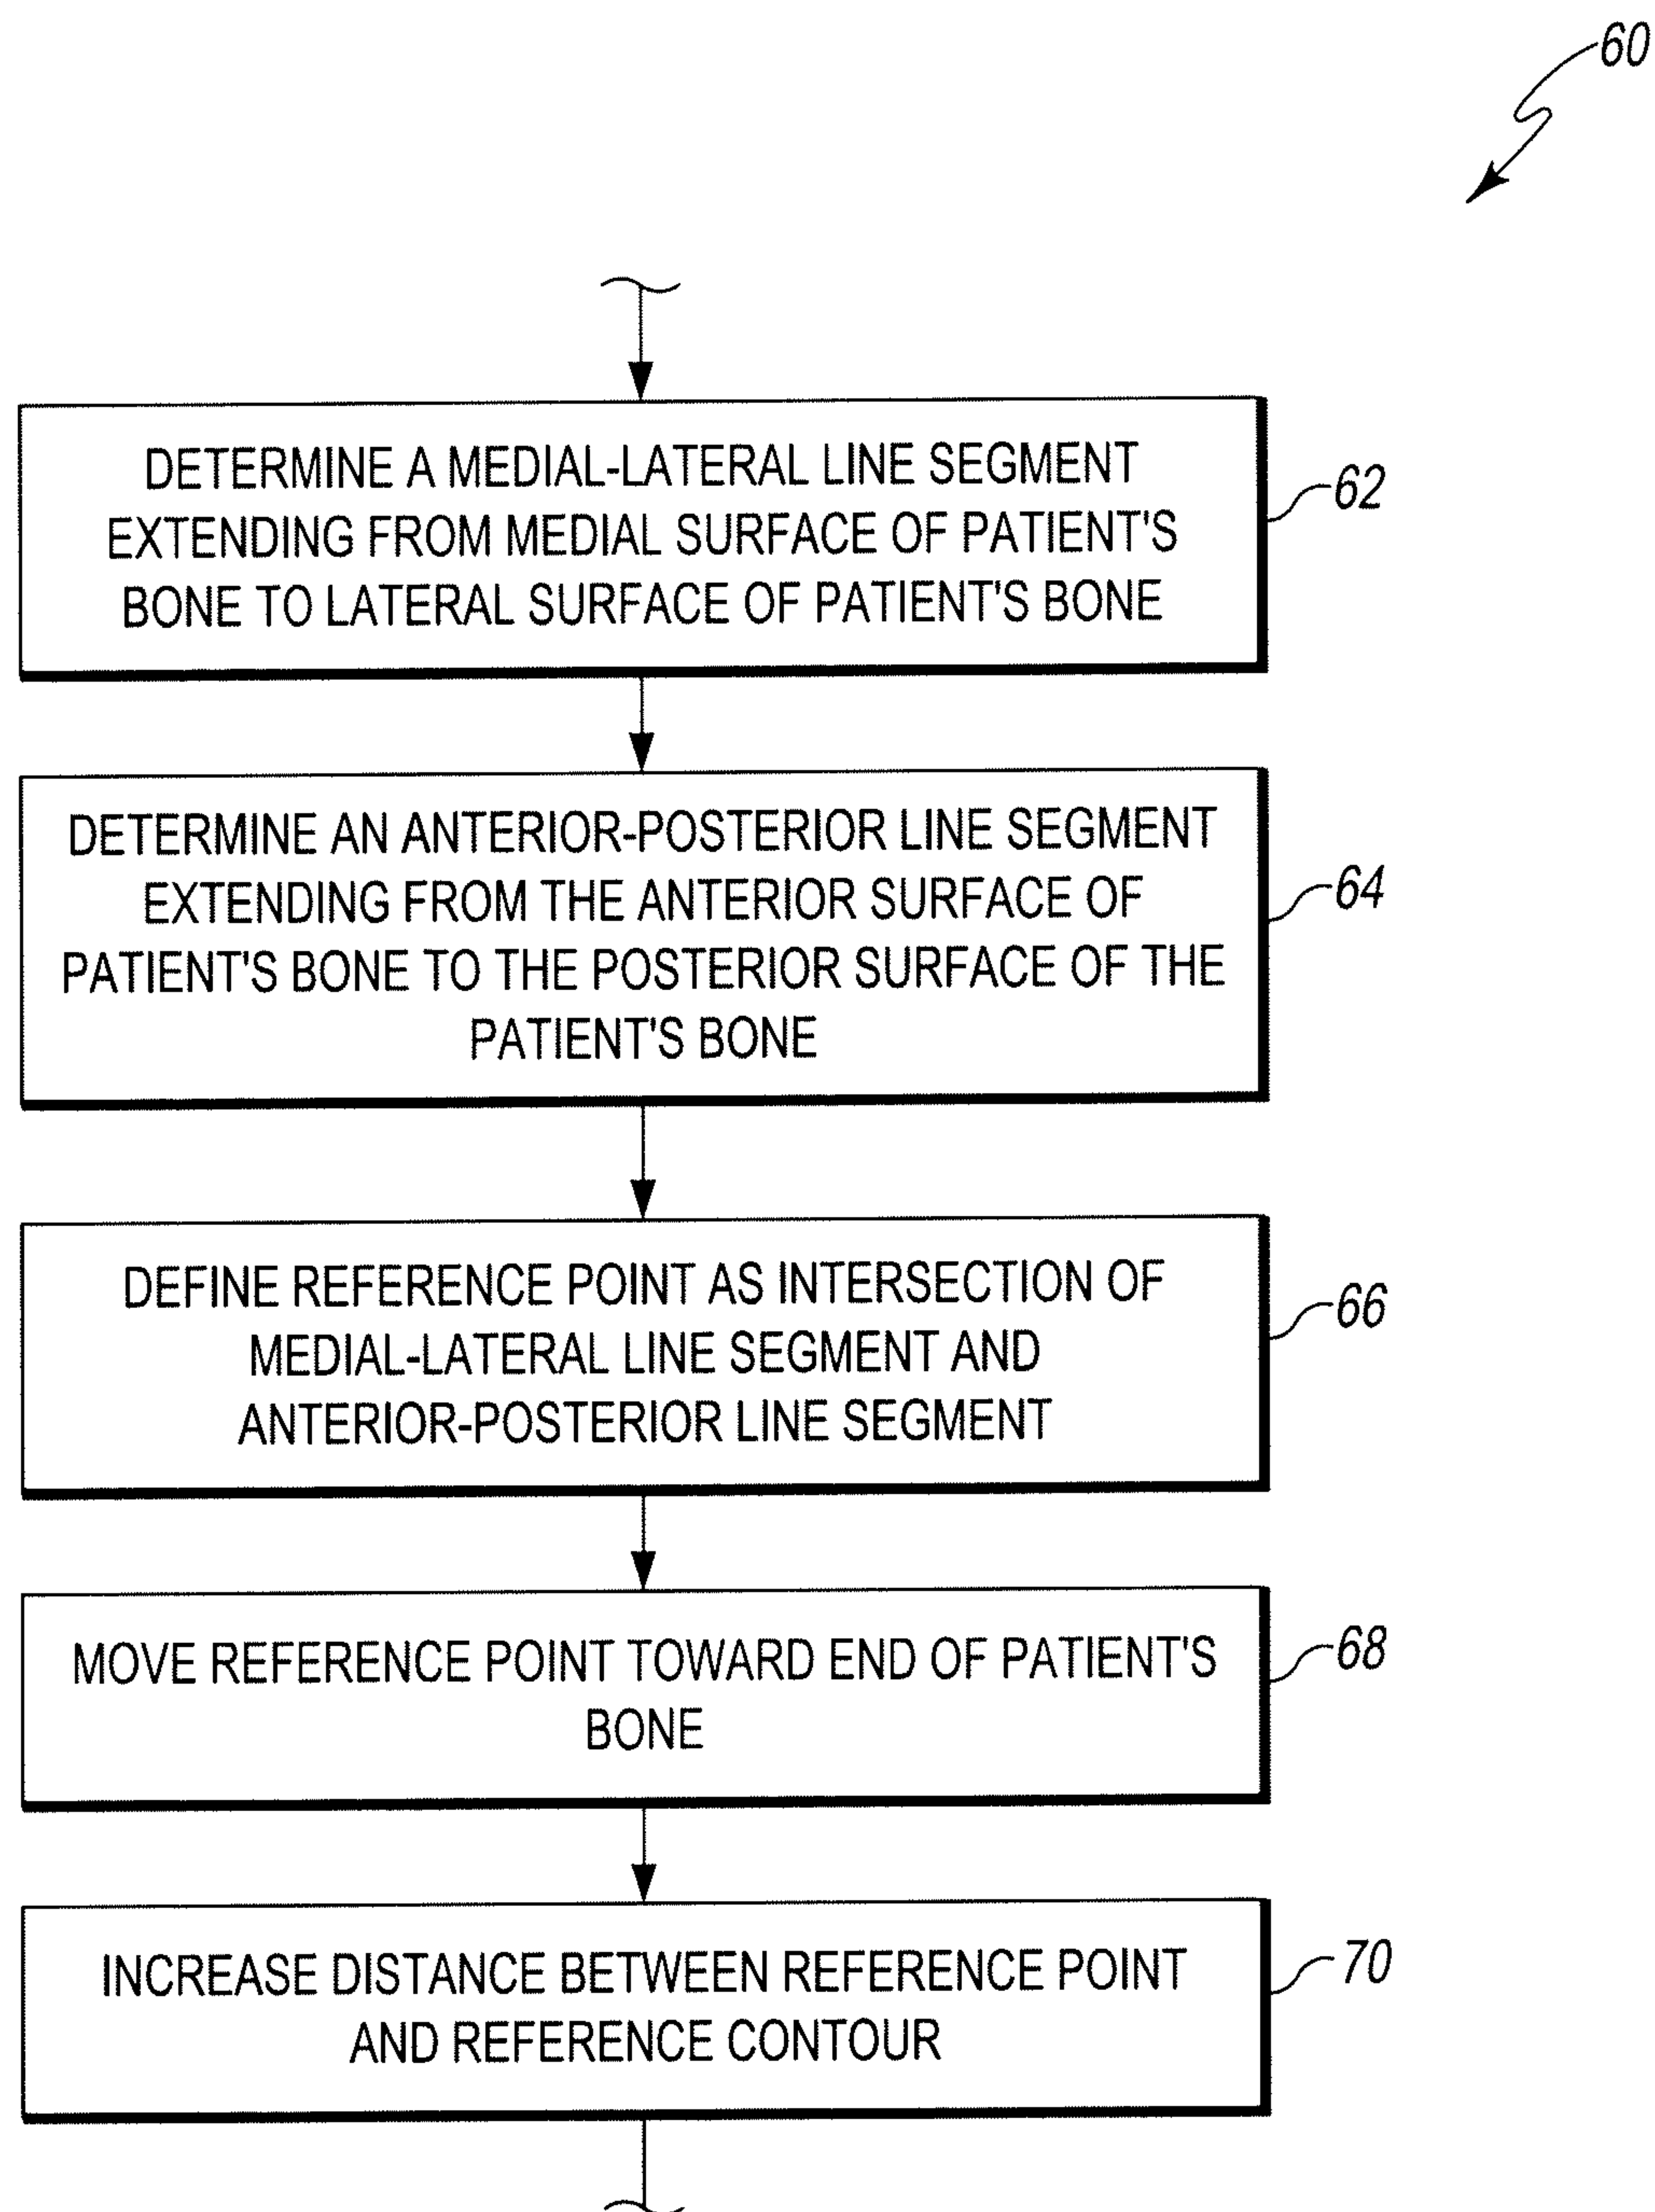 60
DETERMINE A MEDIAL-LATERAL LINE SEGMENT
EXTENDING FROM MEDIAL SURFACE OF PATIENT'S
BONE TO LATERAL SURFACE OF PATIENT'S BONE
62
DETERMINE AN ANTERIOR-POSTERIOR LINE SEGMENT
EXTENDING FROM THE ANTERIOR SURFACE OF
PATIENT'S BONE TO THE POSTERIOR SURFACE OF THE
PATIENT'S BONE
64
DEFINE REFERENCE POINT AS INTERSECTION OF
MEDIAL-LATERAL LINE SEGMENT AND
ANTERIOR-POSTERIOR LINE SEGMENT
66
MOVE REFERENCE POINT TOWARD END OF PATIENT'S
BONE
68
INCREASE DISTANCE BETWEEN REFERENCE POINT
AND REFERENCE CONTOUR
70